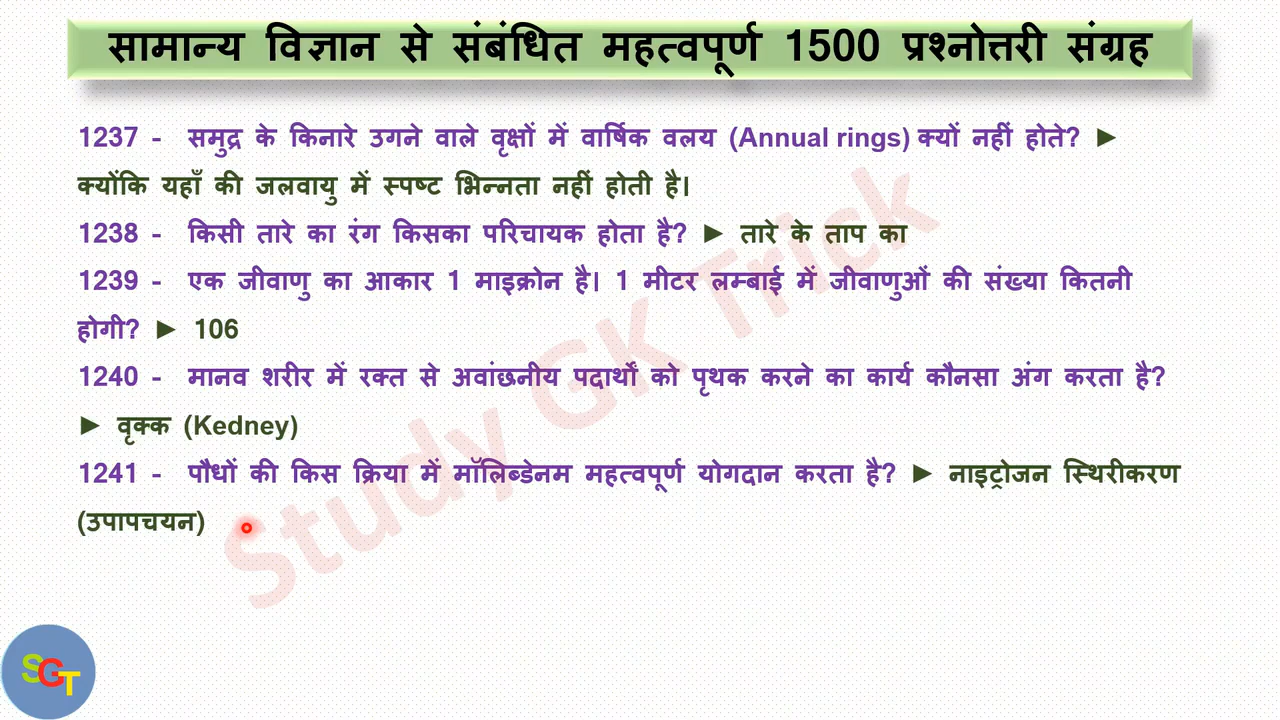 सामान्य विज्ञान से संबंधित महत्वपूर्ण 1500 प्रश्नोत्तरी संग्रह
1237 - समुद्र के किनारे उगने वाले वृक्षों में वार्षिक वलय (Annual rings) क्यों नहीं होते? ►
क्योंकि यहाँ की जलवायु में स्पष्ट भिन्नता नहीं होती है।
1238 - किसी तारे का रंग किसका परिचायक होता है? ► तारे के ताप का
1239 - एक जीवाणु का आकार 1 माइक्रोन है। 1 मीटर लम्बाई में जीवाणुओं की संख्या कितनी
होगी? ► 106
1240 - मानव शरीर में रक्त से अवांछनीय पदार्थों को पृथक करने का कार्य कौनसा अंग करता है?
► वृक्क (Kedney)
1241 - पौधों की किस क्रिया में मॉलिब्डेनम महत्वपूर्ण योगदान करता है? ► नाइट्रोजन स्थिरीकरण
(उपापचयन)
Study GK Trick
SGT